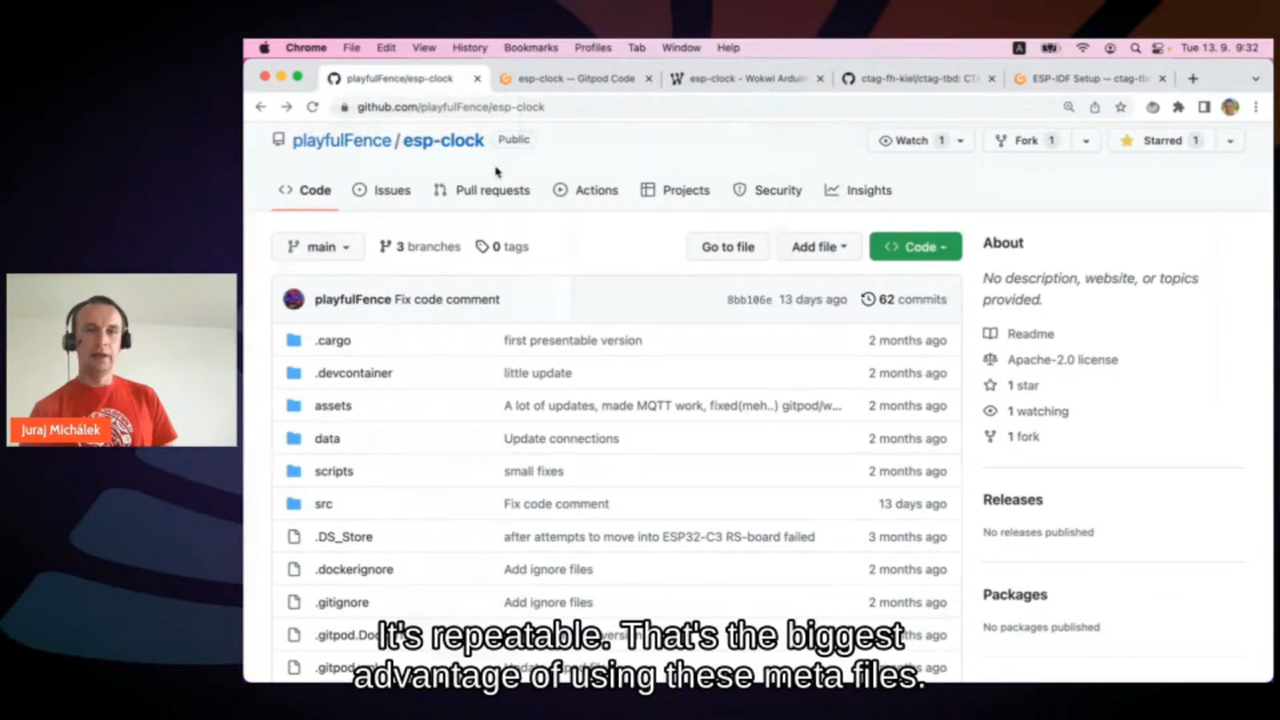 Chrome File Edit View History Bookmarks Profiles Tab Window Help A Tue 13. 9. 9:32
playfulFence/esp-clock esp-clock — Gitpod Code esp-clock - Wokwi Ardui ctag-fh-kiel/ctag-tbd: CTA ESP-IDF Setup — ctag-tb
github.com/playfulFence/esp-clock
playfulFence / esp-clock Public Watch 1 Fork 1 Starred 1
Code Issues Pull requests Actions Projects Security Insights
main 3 branches 0 tags Go to file Add file Code
About
No description, website, or topics
provided.
playfulFence Fix code comment 8bb106e 13 days ago 62 commits
.cargo first presentable version 2 months ago
.devcontainer little update 2 months ago
assets A lot of updates, made MQTT work, fixed(meh..) gitpod/w... 2 months ago
data Update connections 2 months ago
scripts small fixes 2 months ago
src Fix code comment 13 days ago
.DS_Store after attempts to move into ESP32-C3 RS-board failed 3 months ago
.dockerignore Add ignore files 2 months ago
.gitignore Add ignore files 2 months ago
2 months ago
2 months ago
Readme
Apache-2.0 license
1 star
1 watching
1 fork
Releases
No releases published
Packages
No packages published
Juraj Michálek
It's repeatable. That's the biggest
advantage of using these meta files.